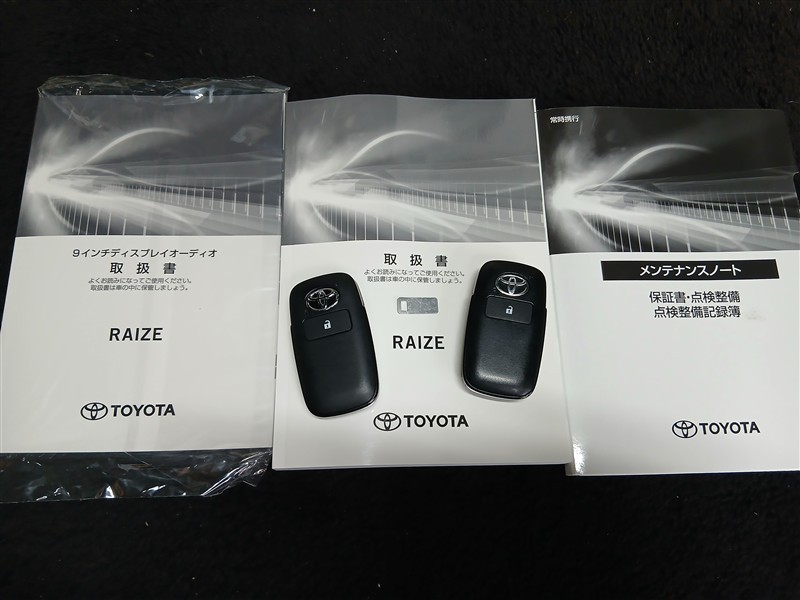 9インチディスプレイオーディオ
取扱書
よくお読みになってご使用ください。
取扱書は車の中に保管しましょう。
RAIZE
TOYOTA
取扱書
よくお読みになってご使用ください。
取扱書は車の中に保管しましょう。
RAIZE
TOYOTA
常時携行
メンテナンスノート
保証書・点検整備
点検整備記録簿
TOYOTA